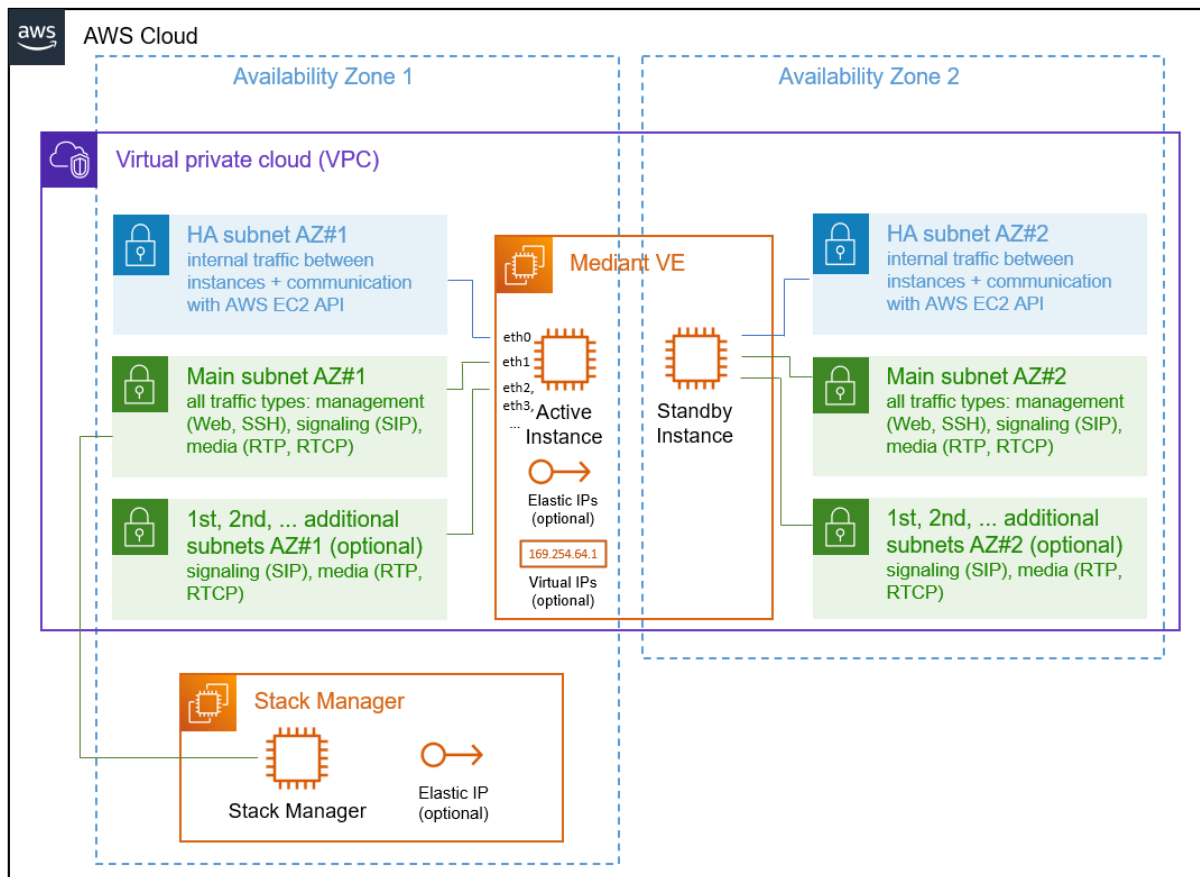 aws
AWS Cloud
Availability Zone 1
Availability Zone 2
Virtual private cloud (VPC)
HA subnet AZ#1
internal traffic between
instances + communication
with AWS EC2 API
Main subnet AZ#1
all traffic types: management
(Web, SSH), signaling (SIP),
media (RTP, RTCP)
1st, 2nd, ... additional
subnets AZ#1 (optional)
signaling (SIP), media (RTP,
RTCP)
Mediant VE
eth0
eth1
eth2,
eth3,
...
Active
Instance
Elastic IPs
(optional)
169.254.64.1
Virtual IPs
(optional)
Standby
Instance
HA subnet AZ#2
internal traffic between
instances + communication
with AWS EC2 API
Main subnet AZ#2
all traffic types: management
(Web, SSH), signaling (SIP),
media (RTP, RTCP)
1st, 2nd, ... additional
subnets AZ#2 (optional)
signaling (SIP), media (RTP,
RTCP)
Stack Manager
Stack Manager
Elastic IP
(optional)